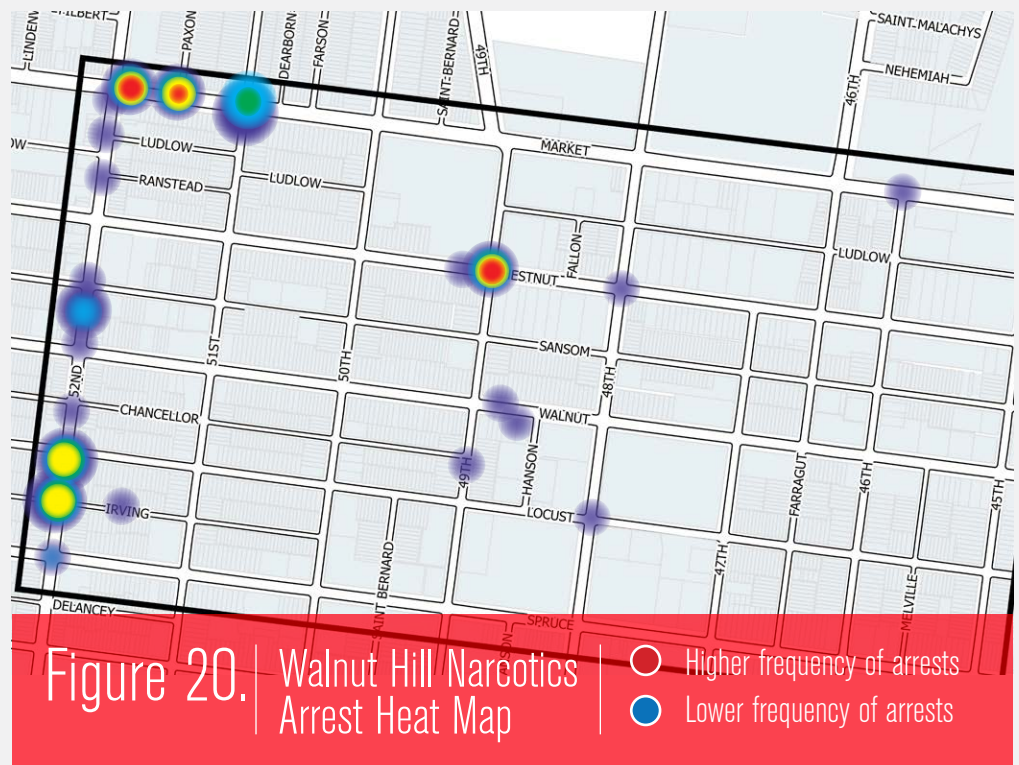 LINDENW
PAXON
DEARBORN
FARSON
SAINT-BERNARD
49TH
SAINT-MALACHYS
NEHEMIAH
46TH
MARKET
LUDLOW
OW
RANSTEAD
LUDLOW
FALLON
LUDLOW
ESTNUT
51ST
50TH
SANSOM
48TH
52ND
CHANCELLOR
WALNUT
49TH
HANSON
FARRAGUT
46TH
45TH
IRVING
LOCUST
47TH
SAINT BERNARD
MELVILLE
DELANCEY
SPRUCE
Figure 20.
Walnut Hill Narcotics
Arrest Heat Map
Higher frequency of arrests
Lower frequency of arrests